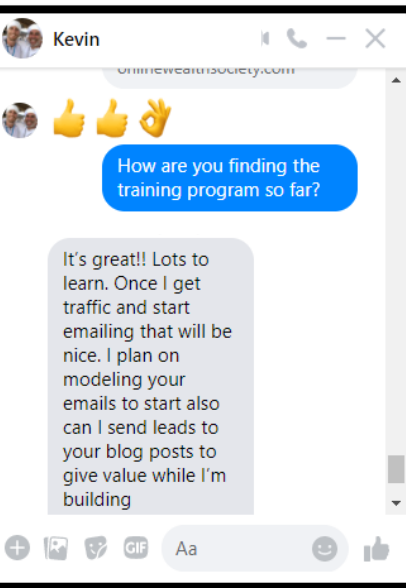 Kevin
onlinewealthsociety.com
How are you finding the
training program so far?
It's great!! Lots to
learn. Once I get
traffic and start
emailing that will be
nice. I plan on
modeling your
emails to start also
can I send leads to
your blog posts to
give value while I'm
building
GIF
Aa